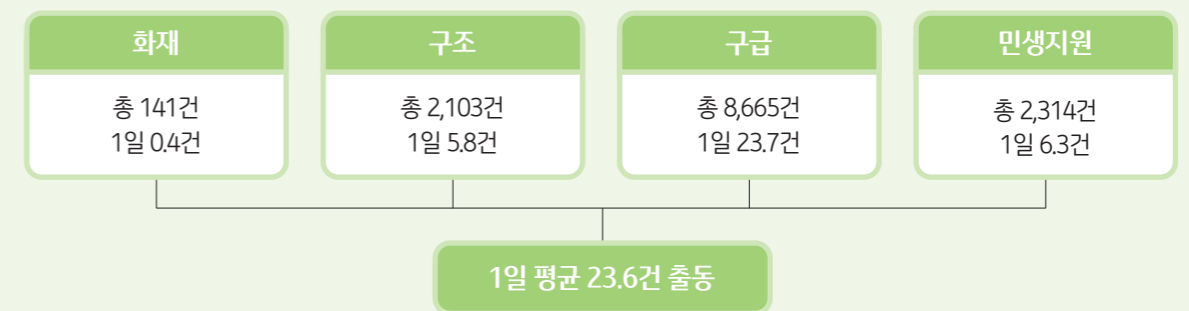 화재
총 141건
1일 0.4건
구조
총 2,103건
1일 5.8건
구급
총 8,665건
1일 23.7건
민생지원
총 2,314건
1일 6.3건
1일 평균 23.6건 출동